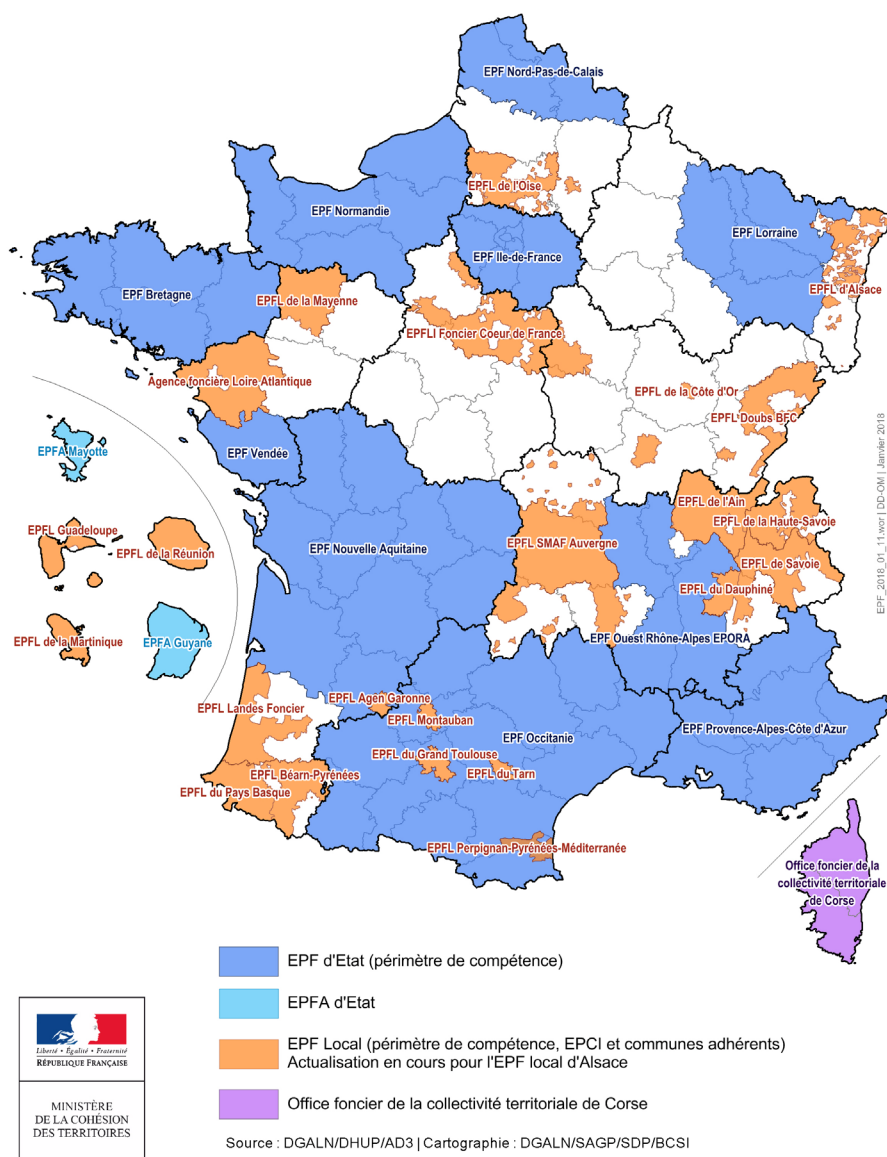 EPF Nord-Pas-de-Calais
EPFL de l'Oise
EPF Normandie
EPF Lorraine
EPF Ile-de-France
EPFL d'Alsace
EPF Bretagne
EPFL de la Mayenne
EPFLI Foncier Coeur de France
Agence foncière Loire Atlantique
EPFL de la Côte d'Or
EPFL Doubs BFC
EPF Vendée
EPFA Mayotte
EPFL de l'Ain
EPFL Guadeloupe
EPFL de la Réunion
EPFL de la Haute-Savoie
EPF Nouvelle Aquitaine
EPFL SMAF Auvergne
EPFL de Savoie
EPFL du Dauphiné
EPFL de la Martinique
EPFA Guyane
EPF Ouest Rhône-Alpes EPORA
EPFL Agen Garonne
EPFL Landes Foncier
EPFL Montauban
EPF Provence-Alpes-Côte d'Azur
EPF Occitanie
EPFL du Grand Toulouse
EPFL du Tarn
EPFL Béarn-Pyrénées
EPFL du Pays Basque
EPFL Perpignan-Pyrénées-Méditerranée
Office foncier de la
collectivité territoriale
de Corse
EPF_2018_01_11.wor | DD-OM | Janvier 2018
EPF d'Etat (périmètre de compétence)
EPFA d'Etat
EPF Local (périmètre de compétence, EPCI et communes adhérents)
Actualisation en cours pour l'EPF local d'Alsace
Office foncier de la collectivité territoriale de Corse
Liberté • Égalité • Fraternité
RÉPUBLIQUE FRANÇAISE
MINISTÈRE
DE LA COHÉSION
DES TERRITOIRES
Source : DGALN/DHUP/AD3 | Cartographie : DGALN/SAGP/SDP/BCSI